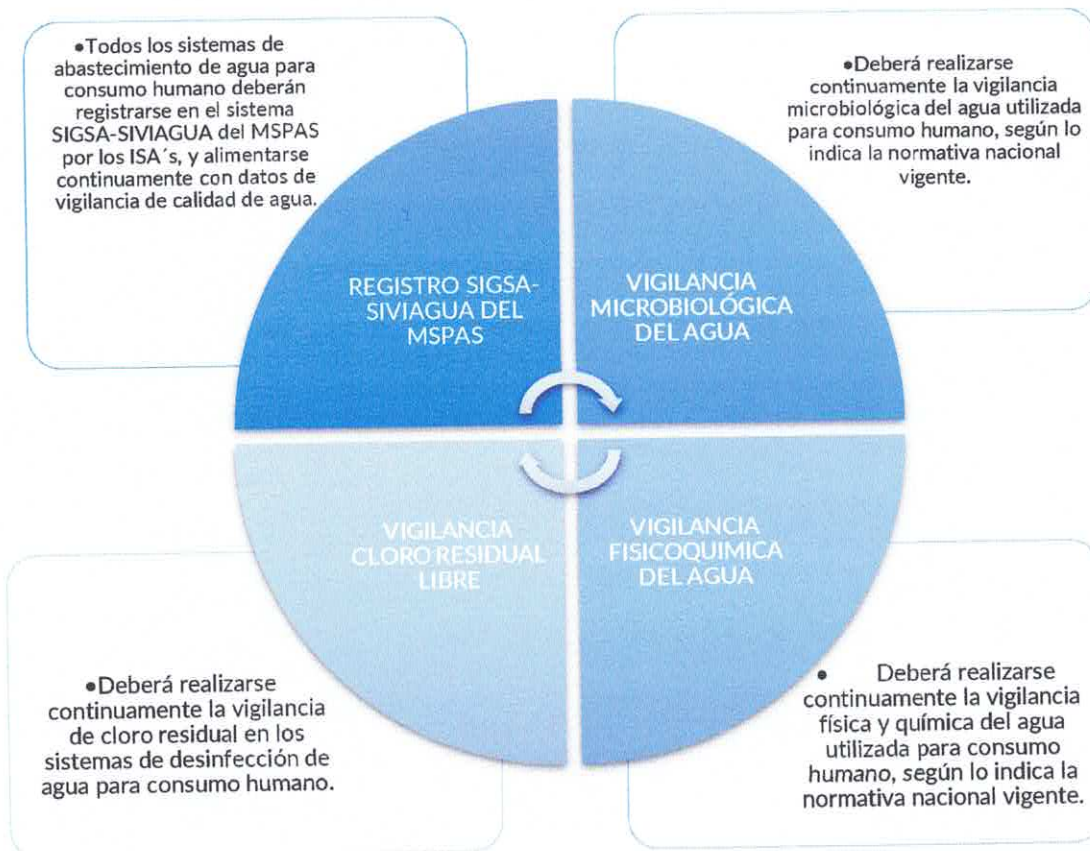 •Todos los sistemas de
abastecimiento de agua para
consumo humano deberán
registrarse en el sistema
SIGSA-SIVIAGUA del MSPAS
por los ISA´s, y alimentarse
continuamente con datos de
vigilancia de calidad de agua.
•Deberá realizarse
continuamente la vigilancia
microbiológica del agua utilizada
para consumo humano, según lo
indica la normativa nacional
vigente.
REGISTRO SIGSA-
SIVIAGUA DEL
MSPAS
VIGILANCIA
MICROBIOLÓGICA
DEL AGUA
VIGILANCIA
CLORO RESIDUAL
LIBRE
VIGILANCIA
FISICOQUIMICA
DEL AGUA
•Deberá realizarse
continuamente la vigilancia
de cloro residual en los
sistemas de desinfección de
agua para consumo humano.
• Deberá realizarse
continuamente la vigilancia
física y química del agua
utilizada para consumo
humano, según lo indica la
normativa nacional vigente.